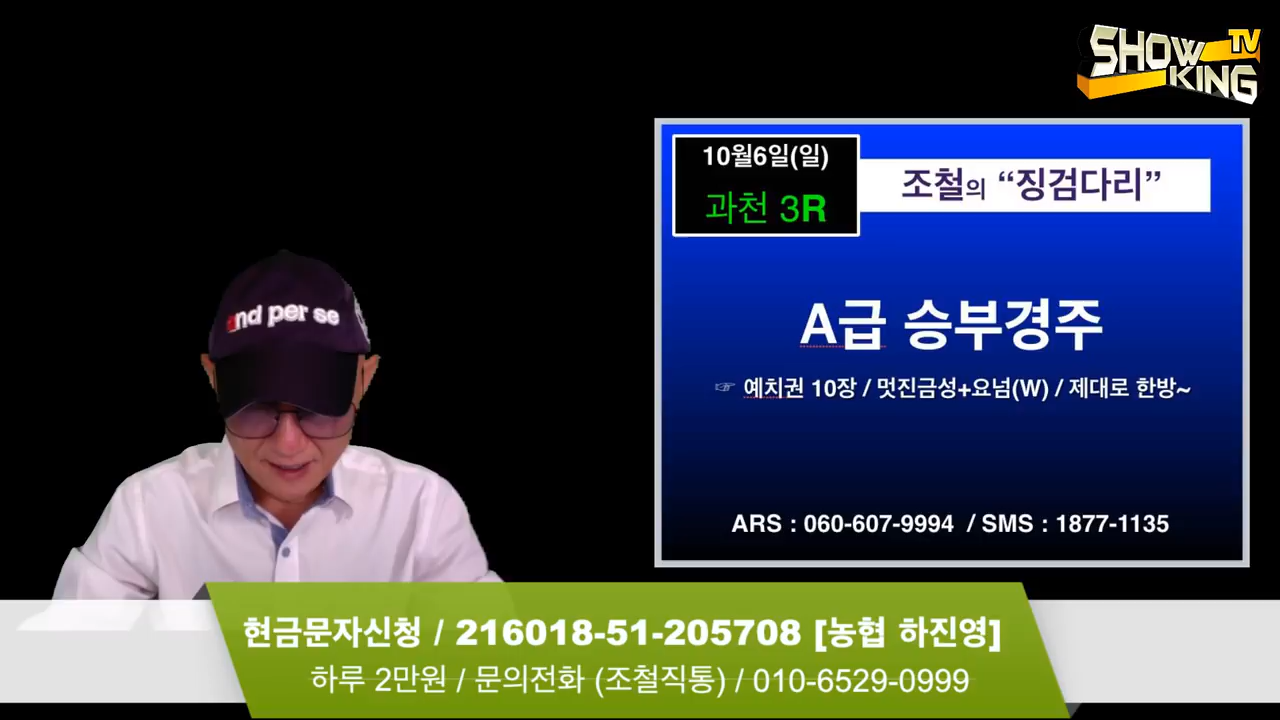 SHOW TV
KING
10월6일(일)
과천 3R
조철의 “징검다리”
and per se
A급 승부경주
☞ 예치권 10장 / 멋진금성+요넘(W) / 제대로 한방~
ARS : 060-607-9994 / SMS : 1877-1135
현금문자신청 / 216018-51-205708 [농협 하진영]
하루 2만원 / 문의전화 (조철직통) / 010-6529-0999